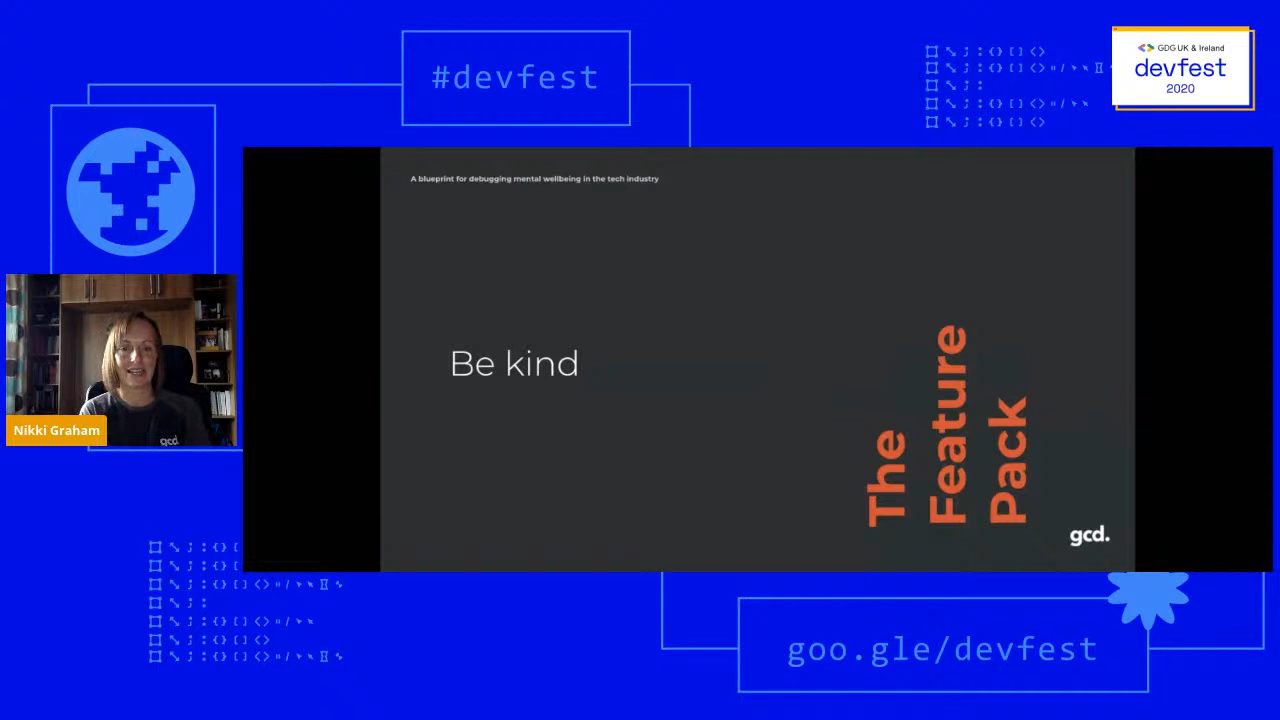 #devfest
GDG UK & Ireland
devfest
2020
A blueprint for debugging mental wellbeing in the tech industry
Be kind
The
Feature
Pack
gcd.
gcd.
Nikki Graham
goo.gle/devfest